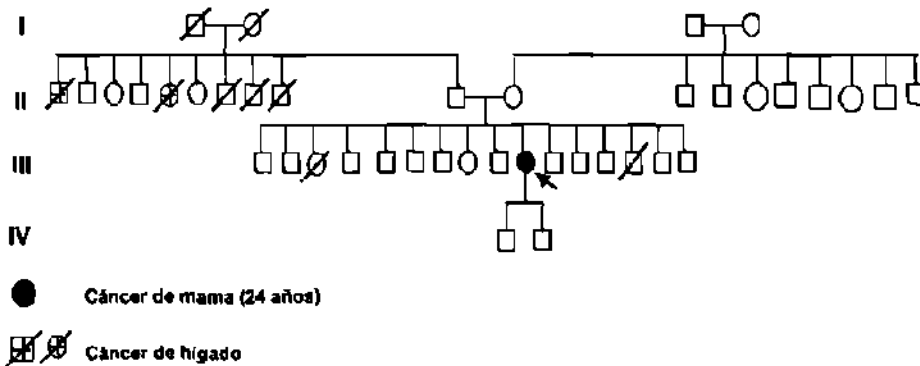 I
II
III
IV
Cáncer de mama (24 años)
Cáncer de hígado